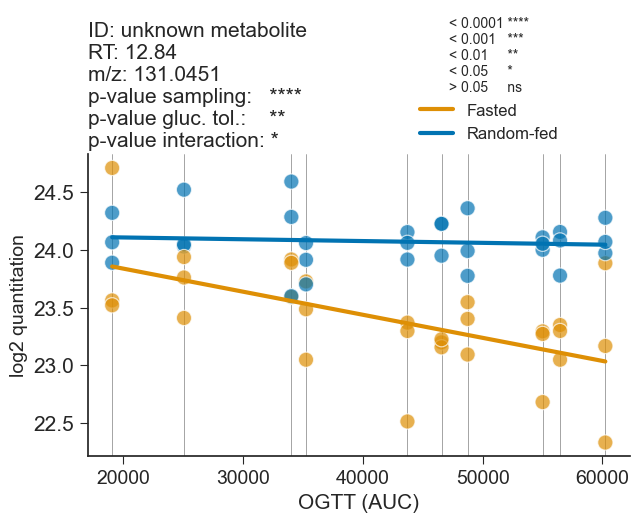 ID: unknown metabolite
RT: 12.84
m/z: 131.0451
p-value sampling: ****
p-value gluc. tol.: **
p-value interaction: *
< 0.0001 ****
< 0.001 ***
< 0.01 **
< 0.05 *
> 0.05 ns
Fasted
Random-fed
log2 quantitation
24.5
24.0
23.5
23.0
22.5
20000 30000 40000 50000 60000
OGTT (AUC)